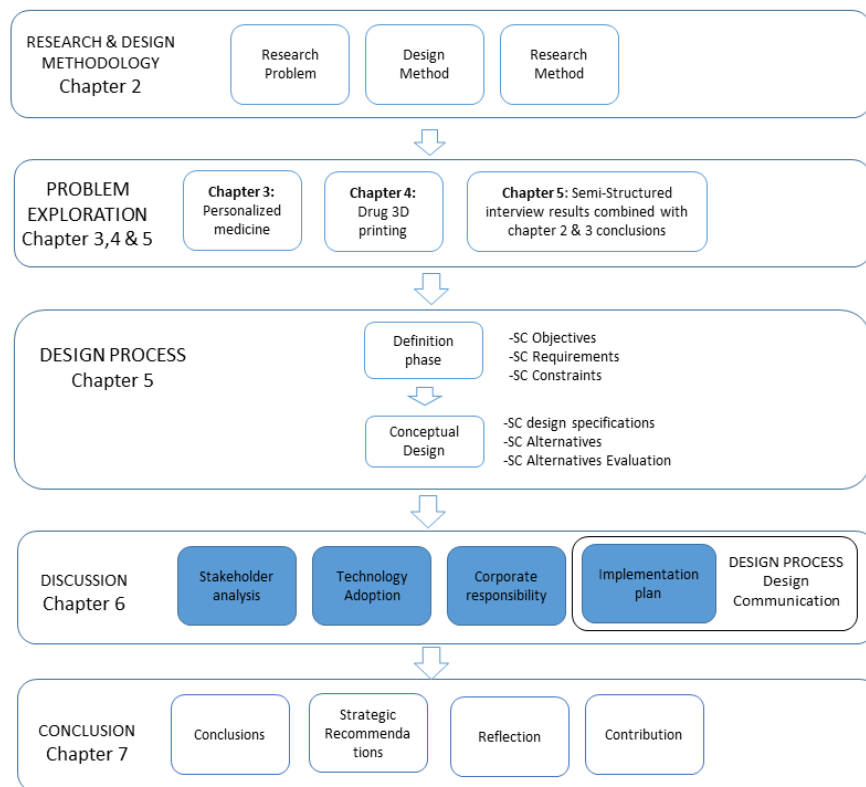 RESEARCH & DESIGN
METHODOLOGY
Chapter 2
Research
Problem
Design
Method
Research
Method
PROBLEM
EXPLORATION
Chapter 3,4 & 5
Chapter 3:
Personalized
medicine
Chapter 4:
Drug 3D
printing
Chapter 5: Semi-Structured
interview results combined with
chapter 2 & 3 conclusions
DESIGN PROCESS
Chapter 5
Definition
phase
-SC Objectives
-SC Requirements
-SC Constraints
Conceptual
Design
-SC design specifications
-SC Alternatives
-SC Alternatives Evaluation
DISCUSSION
Chapter 6
Stakeholder
analysis
Technology
Adoption
Corporate
responsibility
Implementation
plan
DESIGN PROCESS
Design
Communication
CONCLUSION
Chapter 7
Conclusions
Strategic
Recommenda
tions
Reflection
Contribution